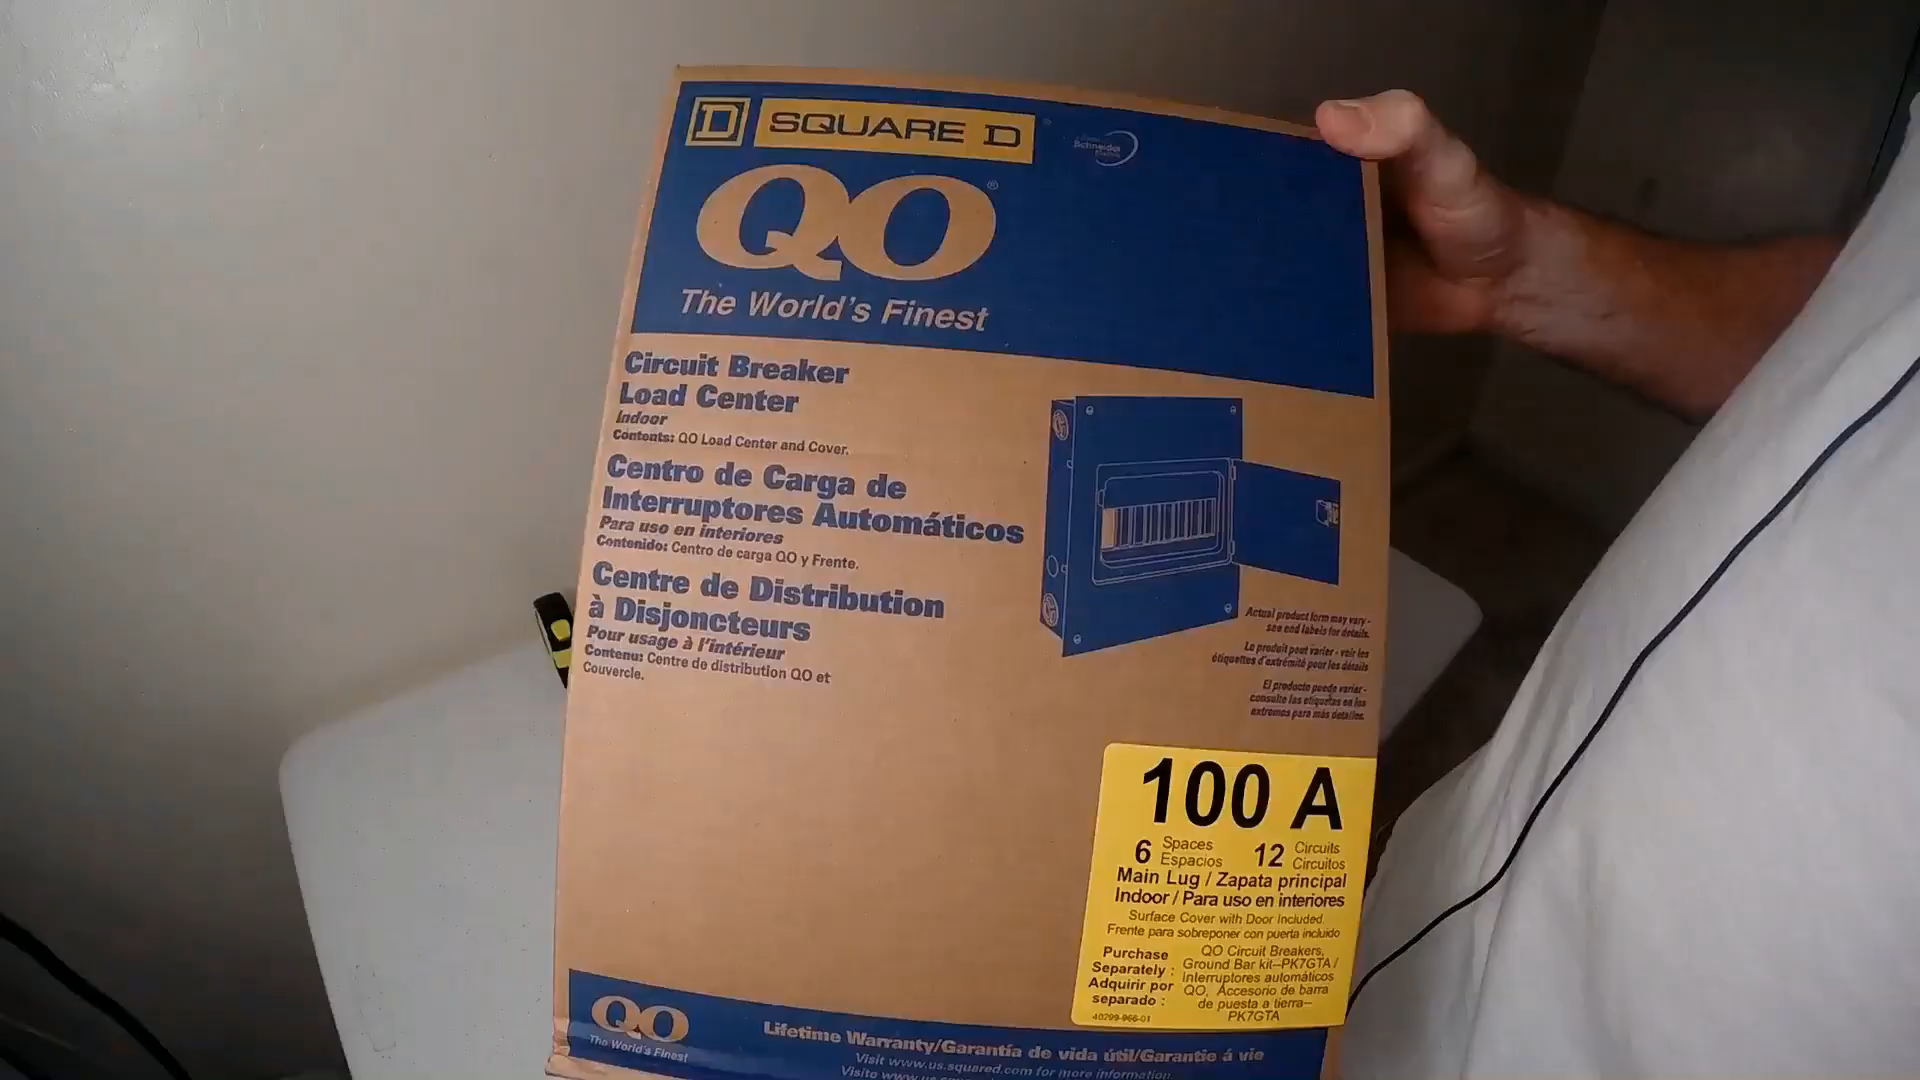 D SQUARE D ®
Schneider
Electric
QO®
The World's Finest
Circuit Breaker
Load Center
Indoor
Contents: QO Load Center and Cover.
Centro de Carga de
Interruptores Automáticos
Para uso en interiores
Contenido: Centro de carga QO y Frente.
Centre de Distribution
à Disjoncteurs
Pour usage à l'intérieur
Contenu: Centre de distribution QO et
Couvercle.
Actual product form may vary -
see end labels for details.
Le produit peut varier - voir les
étiquettes d'extrémité pour les détails
El producto puede variar -
consulte las etiquetas en los
extremos para más detalles.
100 A
6 Spaces Espacios 12 Circuits Circuitos
Main Lug / Zapata principal
Indoor / Para uso en interiores
Surface Cover with Door Included.
Frente para sobreponer con puerta incluido
Purchase
Separately :
Adquirir por
separado :
QO Circuit Breakers,
Ground Bar kit–PK7GTA /
Interruptores automáticos
QO, Accesorio de barra
de puesta a tierra–
PK7GTA
40299-966-01
QO
The World's Finest
Lifetime Warranty/Garantía de vida útil/Garantie á vie
Visit www.us.squared.com for more information.
Visite